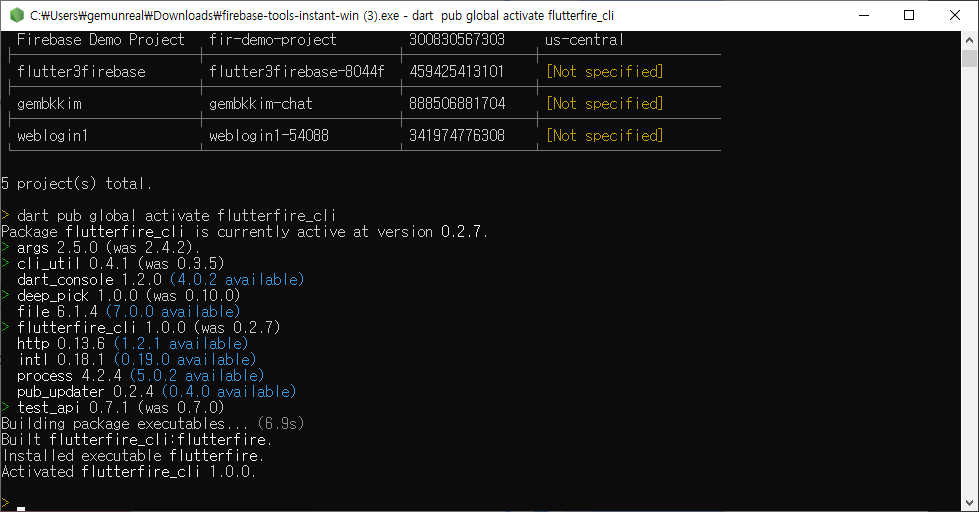 C:₩Users₩gemunreal₩Downloads₩firebase-tools-instant-win (3).exe - dart  pub global activate flutterfire_cli
Firebase Demo Project | fir-demo-project | 300830567303 | us-central
flutter3firebase | flutter3firebase-8044f | 459425413101 | [Not specified]
gembkkim | gembkkim-chat | 888506881704 | [Not specified]
weblogin1 | weblogin1-54088 | 341974776308 | [Not specified]
5 project(s) total.
> dart pub global activate flutterfire_cli
Package flutterfire_cli is currently active at version 0.2.7.
> args 2.5.0 (was 2.4.2).
> cli_util 0.4.1 (was 0.3.5)
dart_console 1.2.0 (4.0.2 available)
> deep_pick 1.0.0 (was 0.10.0)
file 6.1.4 (7.0.0 available)
> flutterfire_cli 1.0.0 (was 0.2.7)
http 0.13.6 (1.2.1 available)
intl 0.18.1 (0.19.0 available)
process 4.2.4 (5.0.2 available)
pub_updater 0.2.4 (0.4.0 available)
> test_api 0.7.1 (was 0.7.0)
Building package executables... (6.9s)
Built flutterfire_cli:flutterfire.
Installed executable flutterfire.
Activated flutterfire_cli 1.0.0.
>